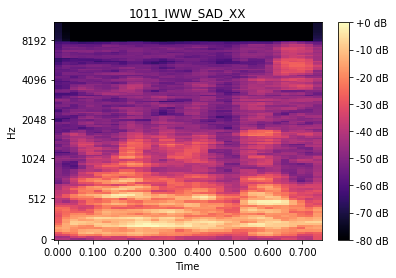 1011_IWW_SAD_XX
8192
4096
2048
1024
512
0
Hz
0.000 0.100 0.200 0.300 0.400 0.500 0.600 0.700
Time
+0 dB
-10 dB
-20 dB
-30 dB
-40 dB
-50 dB
-60 dB
-70 dB
-80 dB